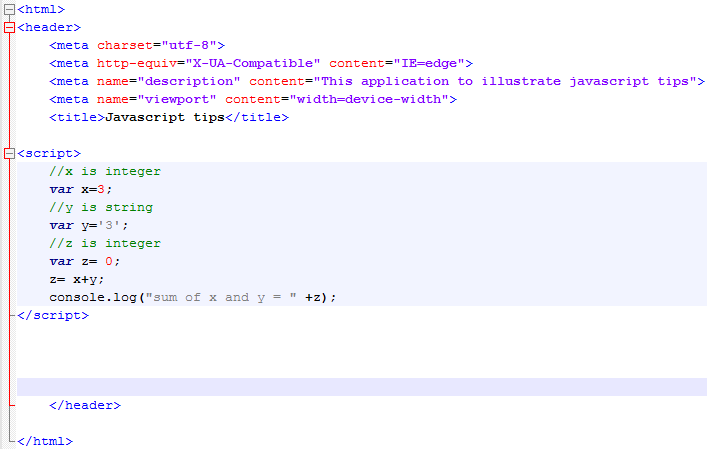 <html>
<header>
<meta charset="utf-8">
<meta http-equiv="X-UA-Compatible" content="IE=edge">
<meta name="description" content="This application to illustrate javascript tips">
<meta name="viewport" content="width=device-width">
<title>Javascript tips</title>
<script>
//x is integer
var x=3;
//y is string
var y='3';
//z is integer
var z= 0;
z= x+y;
console.log("sum of x and y = " +z);
</script>
</header>
</html>